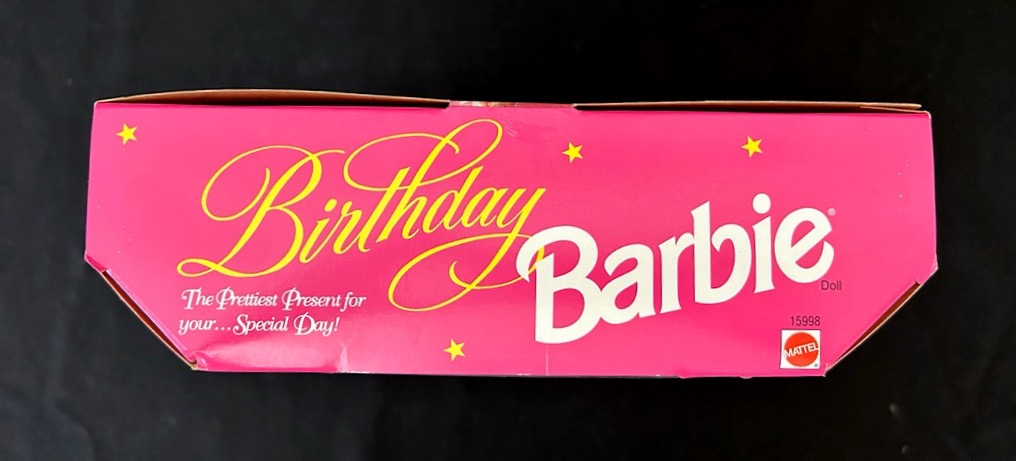 Birthday
Barbie®
Doll
The Prettiest Present for
your...Special Day!
15998
MATTEL